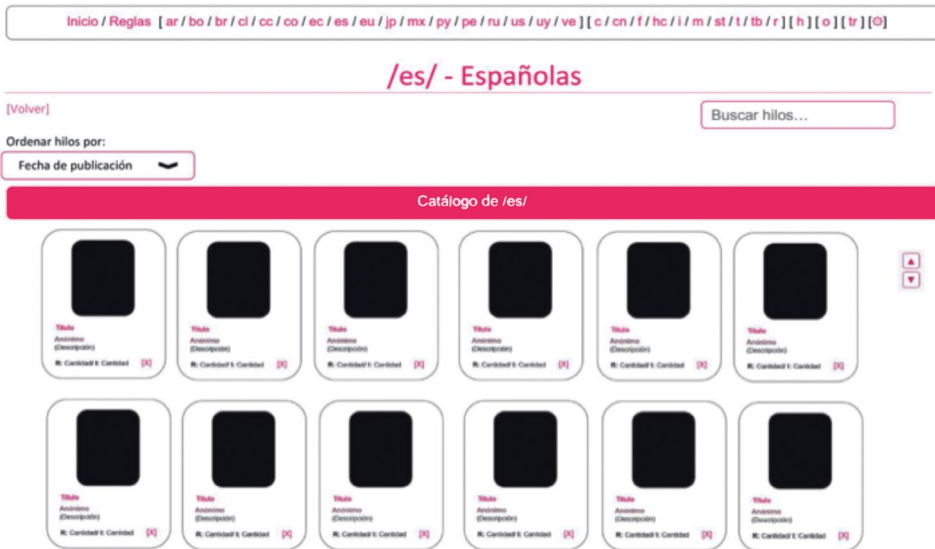 Inicio / Reglas [ ar / bo / br / cl / cc / co / ec / es / eu / jp / mx / py / pe / ru / us / uy / ve ] [ c / cn / f / hc / i / m / st / t / tb / r ] [ h ] [ o ] [ tr ] [⚙]
/es/ - Españolas
[Volver]
Buscar hilos...
Ordenar hilos por:
Fecha de publicación
Catálogo de /es/
Título
Anónimo
(Descripción)
R: Cantidad/ I: Cantidad [X]
Título
Anónimo
(Descripción)
R: Cantidad/ I: Cantidad [X]
Título
Anónimo
(Descripción)
R: Cantidad/ I: Cantidad [X]
Título
Anónimo
(Descripción)
R: Cantidad/ I: Cantidad [X]
Título
Anónimo
(Descripción)
R: Cantidad/ I: Cantidad [X]
Título
Anónimo
(Descripción)
R: Cantidad/ I: Cantidad [X]
Título
Anónimo
(Descripción)
R: Cantidad/ I: Cantidad [X]
Título
Anónimo
(Descripción)
R: Cantidad/ I: Cantidad [X]
Título
Anónimo
(Descripción)
R: Cantidad/ I: Cantidad [X]
Título
Anónimo
(Descripción)
R: Cantidad/ I: Cantidad [X]
Título
Anónimo
(Descripción)
R: Cantidad/ I: Cantidad [X]
Título
Anónimo
(Descripción)
R: Cantidad/ I: Cantidad [X]